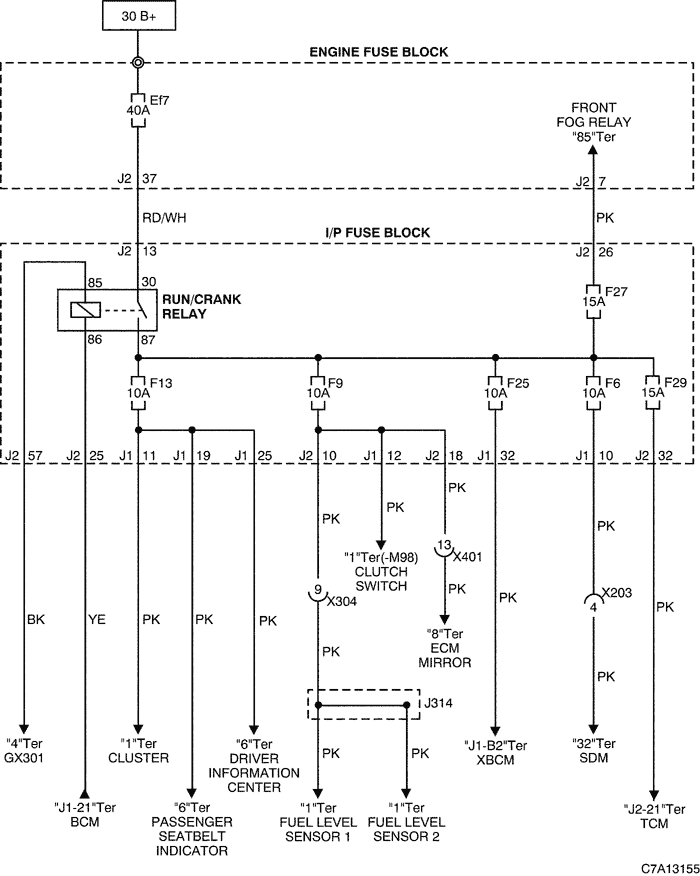 30 B+
ENGINE FUSE BLOCK
Ef7
40A
FRONT
FOG RELAY
"85"Ter
J2 37
J2 7
RD/WH
PK
I/P FUSE BLOCK
J2 13
J2 26
85
30
F27
15A
RUN/CRANK
RELAY
86
87
F13
10A
F9
10A
F25
10A
F6
10A
F29
15A
J2 57
J2 25
J1 11
J1 19
J1 25
J2 10
J1 12
J2 18
J1 32
J1 10
J2 32
PK
PK
PK
PK
13
X401
"1"Ter(-M98)
CLUTCH
SWITCH
9
X304
PK
PK
X203
4
PK
BK
YE
PK
PK
PK
"8"Ter
ECM
MIRROR
PK
PK
J314
"4"Ter
GX301
"1"Ter
CLUSTER
"6"Ter
DRIVER
INFORMATION
CENTER
PK
PK
"J1-B2"Ter
XBCM
"32"Ter
SDM
"J1-21"Ter
BCM
"6"Ter
PASSENGER
SEATBELT
INDICATOR
"1"Ter
FUEL LEVEL
SENSOR 1
"1"Ter
FUEL LEVEL
SENSOR 2
"J2-21"Ter
TCM
C7A13155